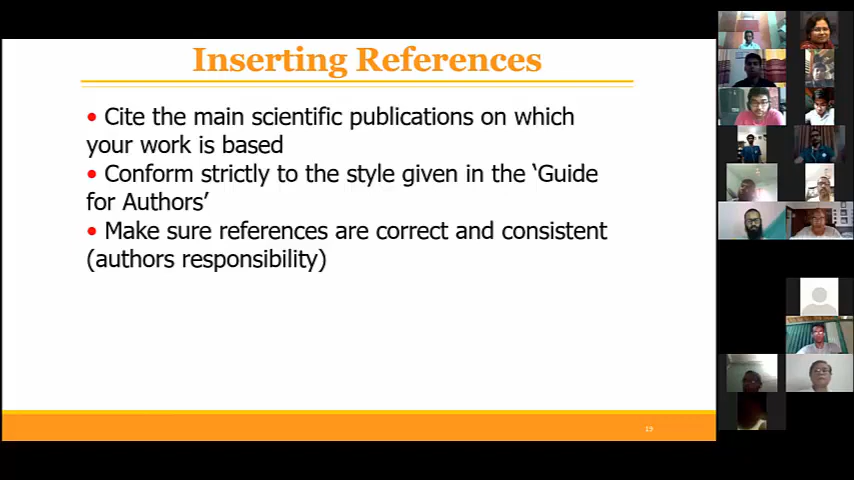 Inserting References
• Cite the main scientific publications on which
your work is based
• Conform strictly to the style given in the ‘Guide
for Authors’
• Make sure references are correct and consistent
(authors responsibility)